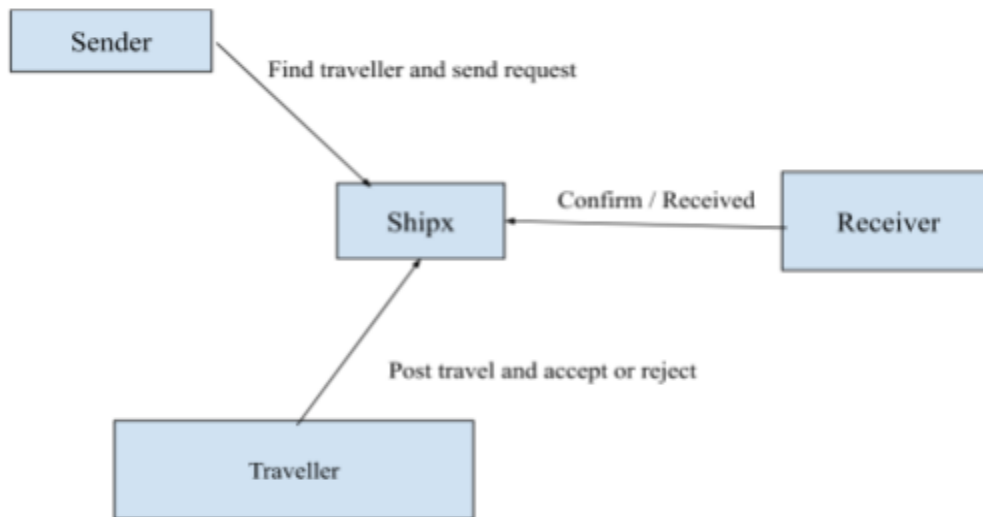 Sender
Find traveller and send request
Confirm / Received
Shipx
Receiver
Post travel and accept or reject
Traveller